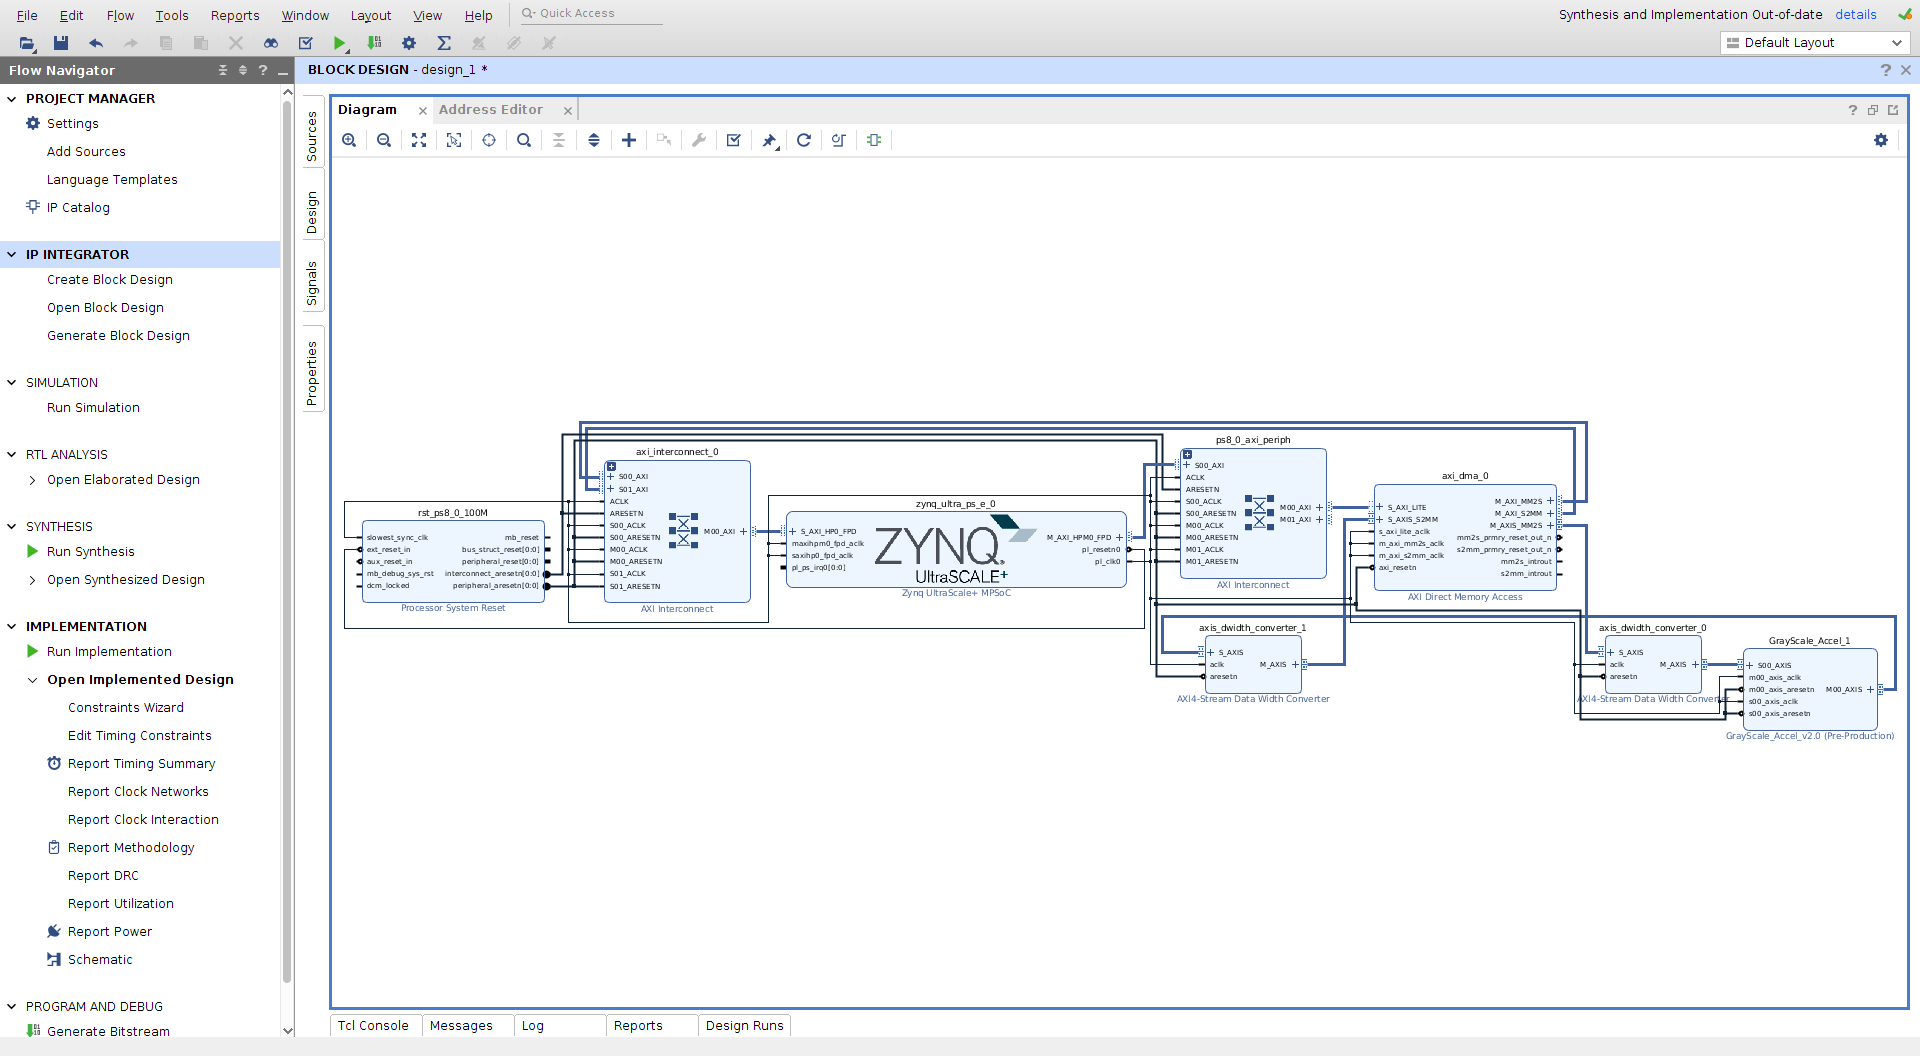 File Edit Flow Tools Reports Window Layout View Help
Quick Access
Synthesis and Implementation Out-of-date details
Default Layout
Flow Navigator
PROJECT MANAGER
Settings
Add Sources
Language Templates
IP Catalog
IP INTEGRATOR
Create Block Design
Open Block Design
Generate Block Design
SIMULATION
Run Simulation
RTL ANALYSIS
Open Elaborated Design
SYNTHESIS
Run Synthesis
Open Synthesized Design
IMPLEMENTATION
Run Implementation
Open Implemented Design
Constraints Wizard
Edit Timing Constraints
Report Timing Summary
Report Clock Networks
Report Clock Interaction
Report Methodology
Report DRC
Report Utilization
Report Power
Schematic
PROGRAM AND DEBUG
Generate Bitstream
BLOCK DESIGN - design_1 *
Sources
Design
Signals
Properties
Diagram
Address Editor
rst_ps8_0_100M
slowest_sync_clk
ext_reset_in
aux_reset_in
mb_debug_sys_rst
dcm_locked
mb_reset
bus_struct_reset[0:0]
peripheral_reset[0:0]
interconnect_aresetn[0:0]
peripheral_aresetn[0:0]
Processor System Reset
axi_interconnect_0
S00_AXI
S01_AXI
ACLK
ARESETN
S00_ACLK
S00_ARESETN
M00_ACLK
M00_ARESETN
S01_ACLK
S01_ARESETN
M00_AXI
AXI Interconnect
zynq_ultra_ps_e_0
S_AXI_HP0_FPD
maxihpm0_fpd_aclk
saxihp0_fpd_aclk
pl_ps_irq0[0:0]
ZYNQ
UltraSCALE+
M_AXI_HPM0_FPD
pl_resetn0
pl_clk0
Zynq UltraScale+ MPSoC
ps8_0_axi_periph
S00_AXI
ACLK
ARESETN
S00_ACLK
S00_ARESETN
M00_ACLK
M00_ARESETN
M01_ACLK
M01_ARESETN
M00_AXI
M01_AXI
AXI Interconnect
axi_dma_0
S_AXI_LITE
S_AXIS_S2MM
s_axi_lite_aclk
m_axi_mm2s_aclk
m_axi_s2mm_aclk
axi_resetn
M_AXI_MM2S
M_AXI_S2MM
M_AXIS_MM2S
mm2s_prmry_reset_out_n
s2mm_prmry_reset_out_n
mm2s_introut
s2mm_introut
AXI Direct Memory Access
axis_dwidth_converter_1
S_AXIS
aclk
aresetn
M_AXIS
AXI4-Stream Data Width Converter
axis_dwidth_converter_0
S_AXIS
aclk
aresetn
M_AXIS
AXI4-Stream Data Width Converter
GrayScale_Accel_1
S00_AXIS
m00_axis_aclk
m00_axis_aresetn
s00_axis_aclk
s00_axis_aresetn
M00_AXIS
GrayScale_Accel_v2.0 (Pre-Production)
Tcl Console
Messages
Log
Reports
Design Runs